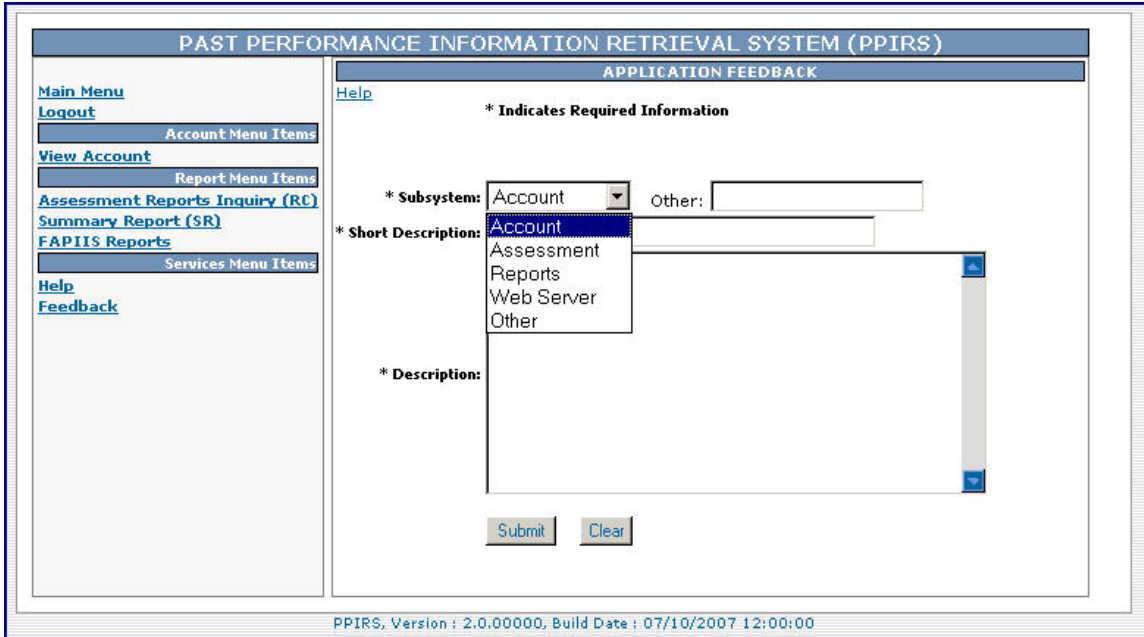 PAST PERFORMANCE INFORMATION RETRIEVAL SYSTEM (PPIRS)
Main Menu
Logout
Account Menu Items
View Account
Report Menu Items
Assessment Reports Inquiry (RC)
Summary Report (SR)
FAPIIS Reports
Services Menu Items
Help
Feedback
APPLICATION FEEDBACK
Help
* Indicates Required Information
* Subsystem: Account Other:
* Short Description:
Account
Assessment
Reports
Web Server
Other
* Description:
Submit Clear
PPIRS, Version : 2.0.00000, Build Date : 07/10/2007 12:00:00